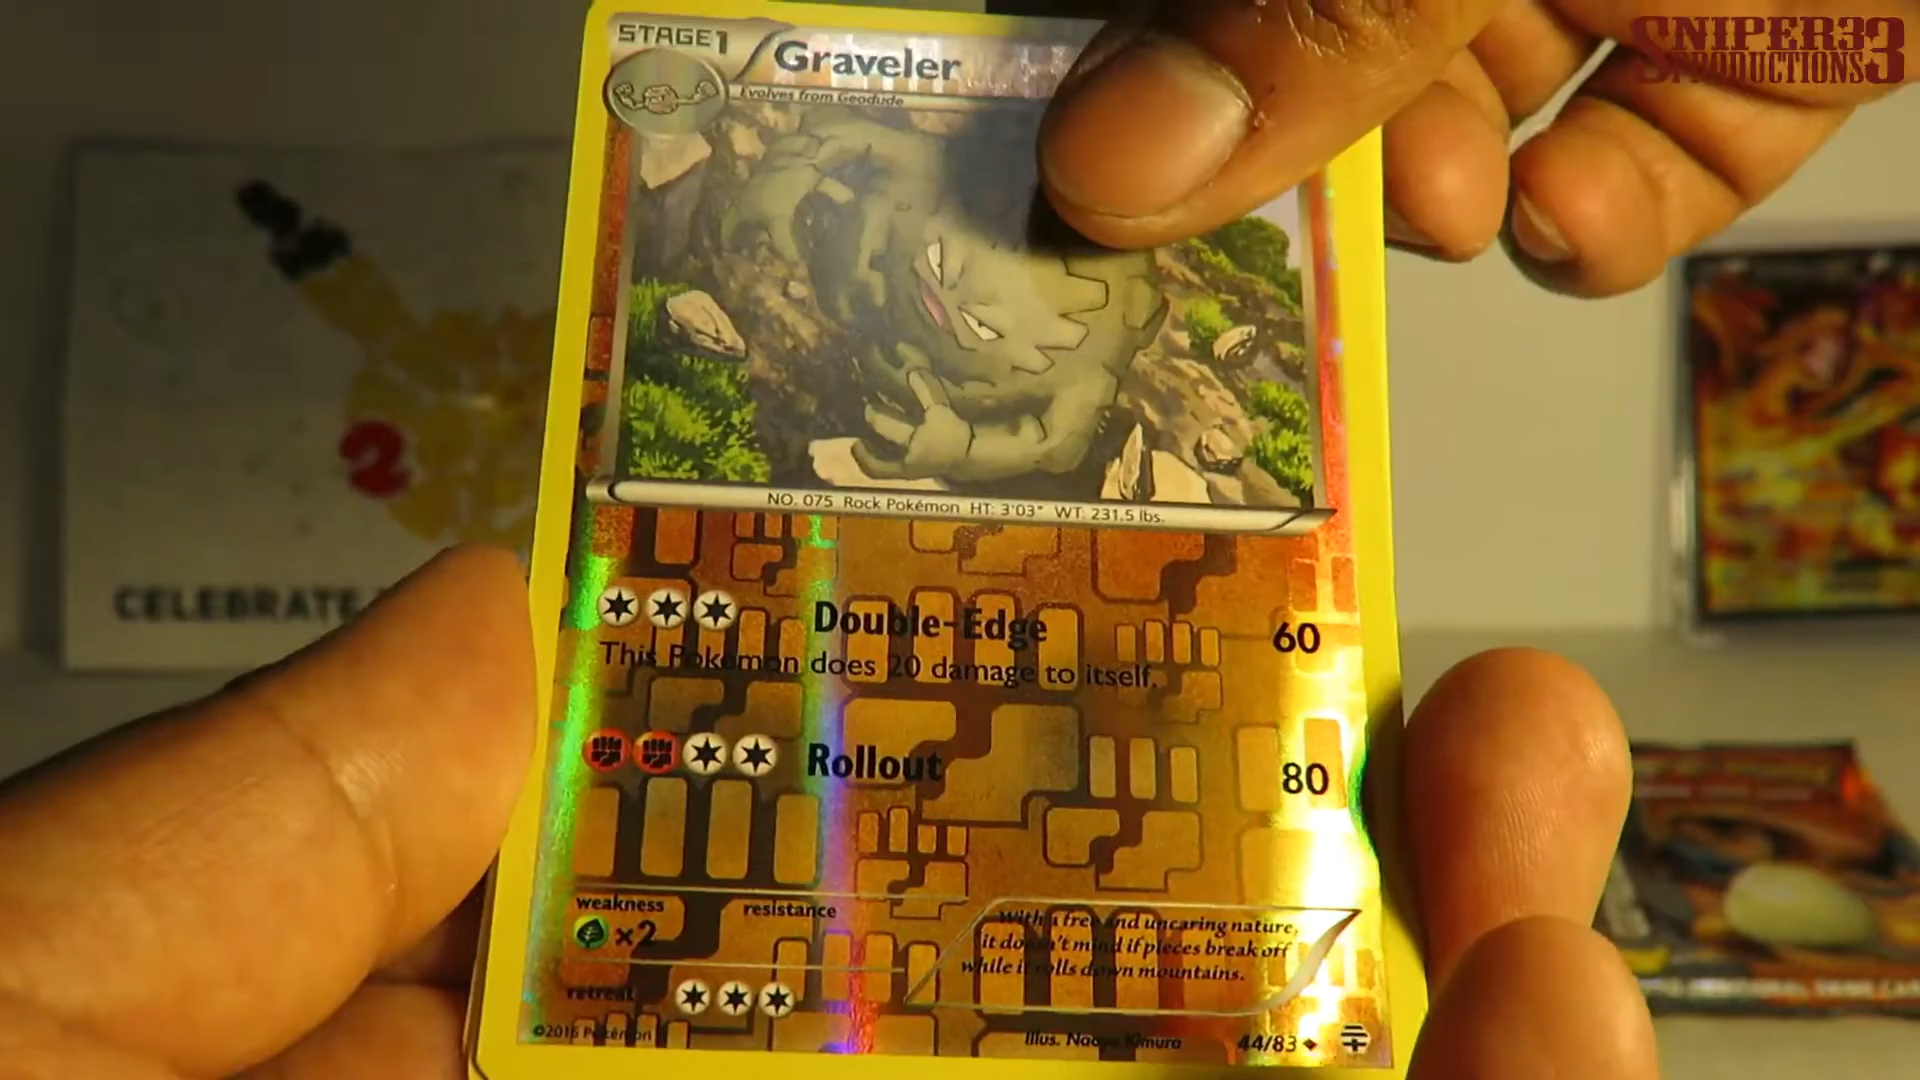 SNIPER33
PRODUCTIONS3
STAGE1
Graveler
Evolves from Geodude
NO. 075 Rock Pokémon HT: 3'03" WT: 231.5 lbs.
Double-Edge 60
This Pokémon does 20 damage to itself.
Rollout 80
weakness resistance
×2
With a free and uncaring nature,
it doesn't mind if pieces break off
while it rolls down mountains.
retreat
©2016 Pokémon
Illus. Naoyo Kimura 44/83
CELEBRATE
2